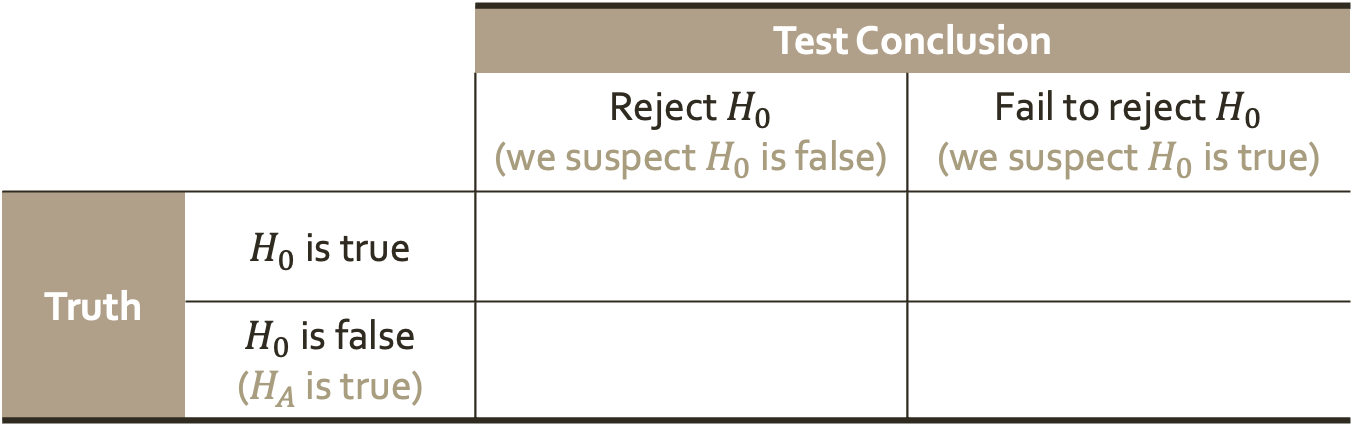 Test Conclusion
Reject H₀
Fail to reject H₀
(we suspect H₀ is false)
(we suspect H₀ is true)
Truth
H₀ is true
H₀ is false
(H_A is true)